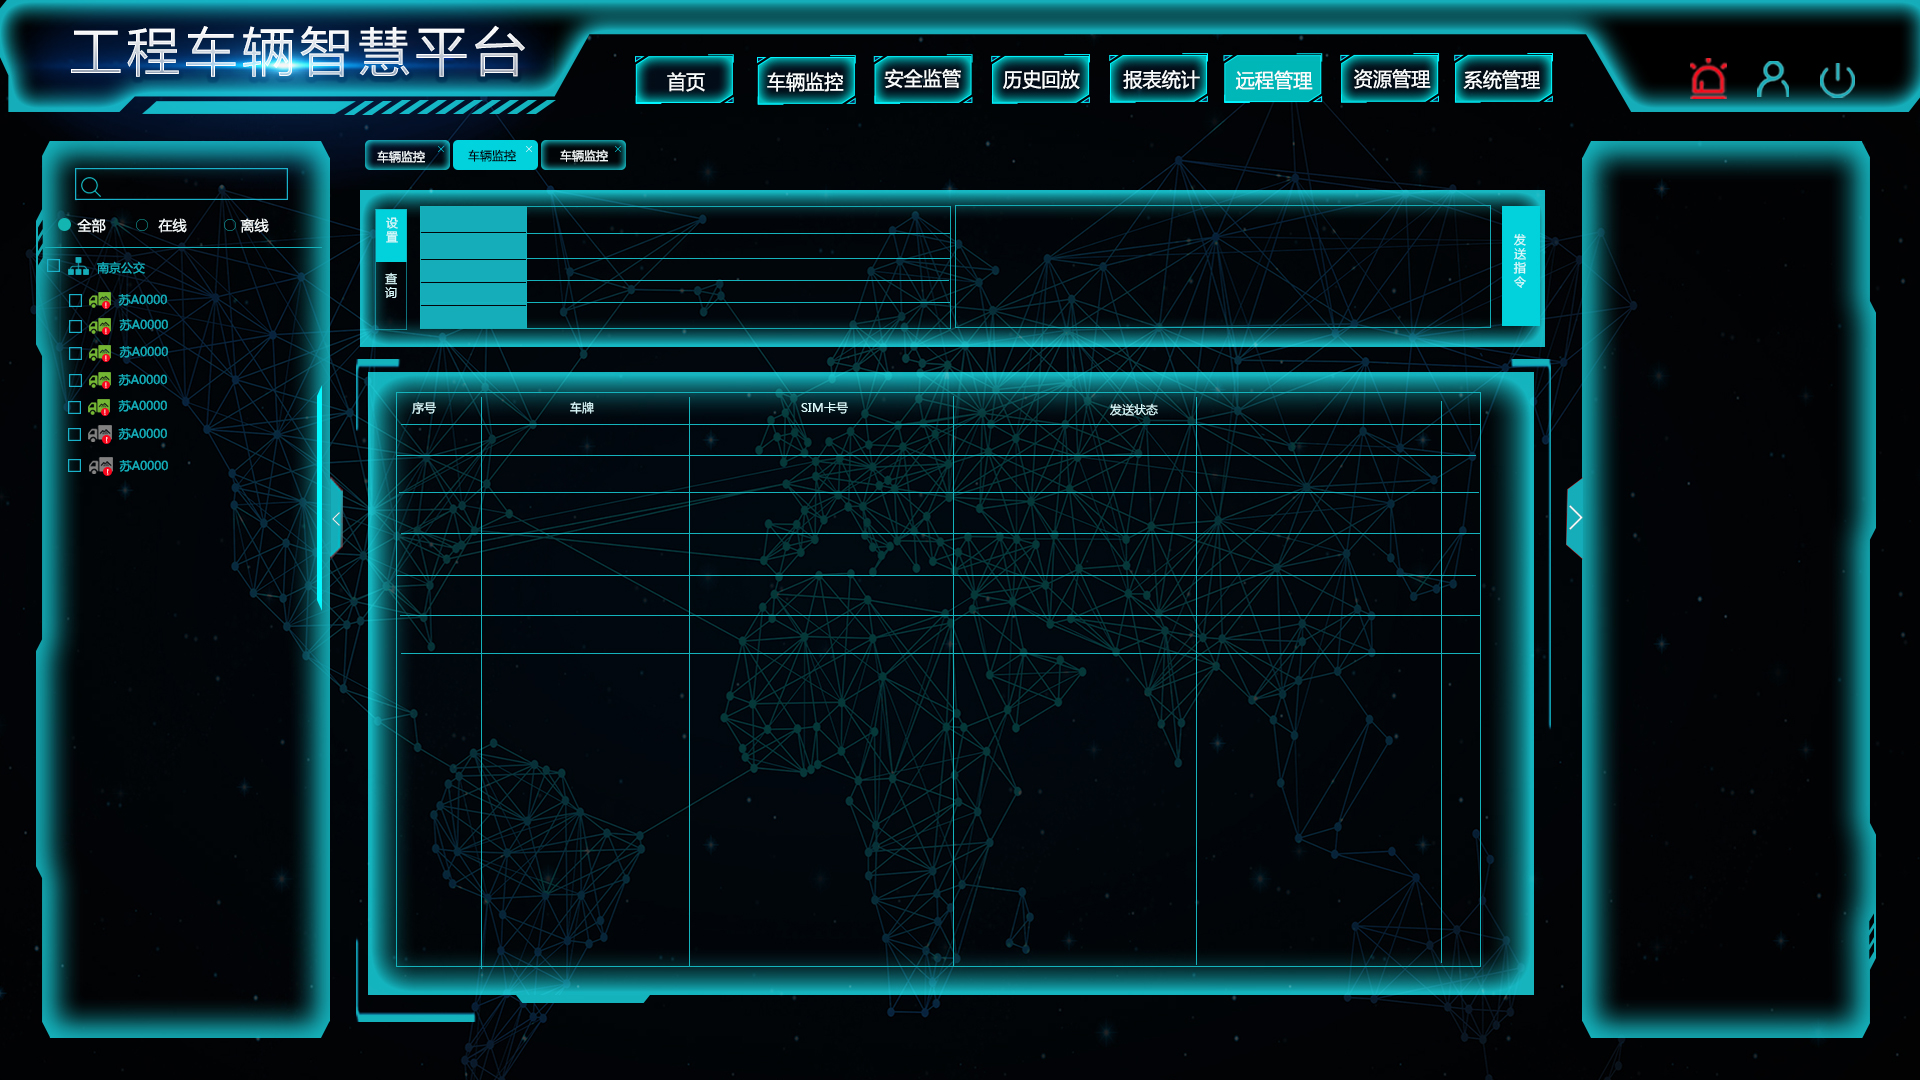 工程车辆智慧平台
首页
车辆监控
安全监管
历史回放
报表统计
远程管理
资源管理
系统管理
车辆监控
车辆监控
车辆监控
全部 在线 离线
南京公交
苏A0000
苏A0000
苏A0000
苏A0000
苏A0000
苏A0000
苏A0000
设置
查询
发送指令
序号 车牌 SIM卡号 发送状态